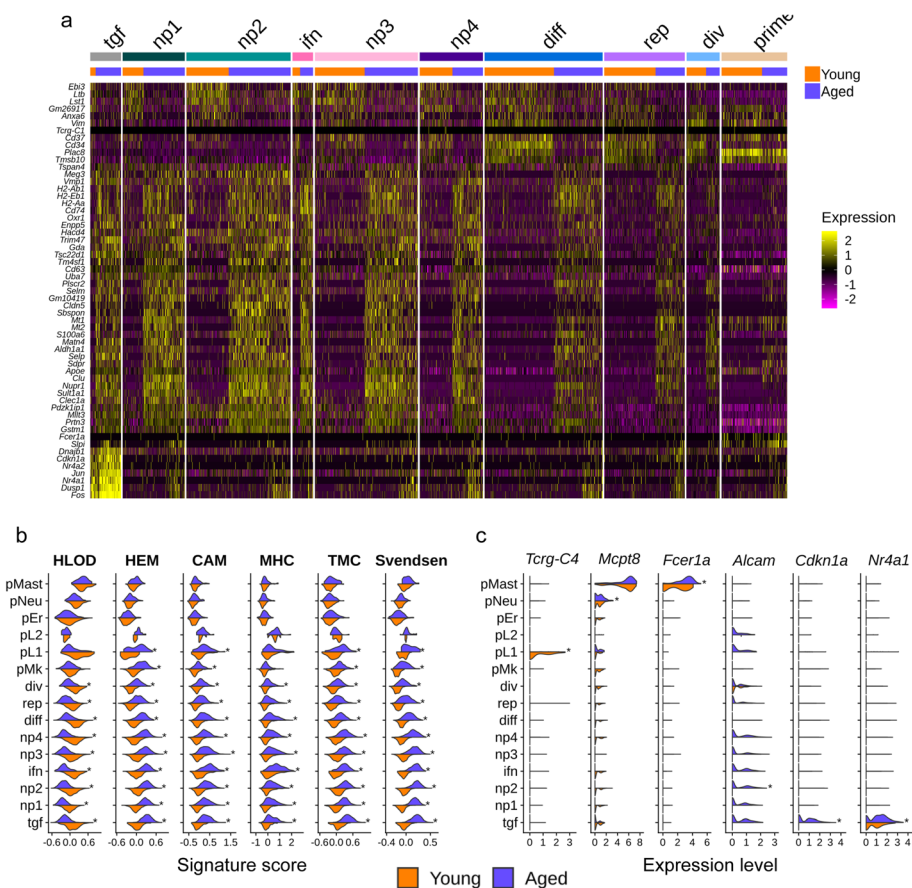 a
tgf np1 np2 ifn np3 np4 diff rep div prime
Young
Aged
Ebi3
Ltb
Lst1
Gm26917
Anxa6
Vim
Tcrg-C1
Cd37
Cd34
Plac8
Tmsb10
Tspan4
Meg3
Vmp1
H2-Ab1
H2-Eb1
H2-Aa
Cd74
Oxr1
Enpp5
Hacd4
Trim47
Gda
Tsc22d1
Tm4sf1
Cd63
Uba7
Plscr2
Selm
Gm10419
Cldn5
Sbspon
Mt1
Mt2
S100a6
Matn4
Aldh1a1
Selp
Sdpr
Apoe
Clu
Nupr1
Sult1a1
Clec1a
Pdzk1ip1
Mllt3
Prtn3
Gstm1
Fcer1a
Slpi
Dnajb1
Cdkn1a
Nr4a2
Jun
Nr4a1
Dusp1
Fos
Expression
2
1
0
-1
-2
b
HLOD HEM CAM MHC TMC Svendsen
pMast
pNeu *
pEr
pL2
pL1 * * * *
pMk * * * *
div * * * * * *
rep * * * * *
diff * * * * * *
np4 * * * * * *
np3 * * * * * *
ifn * * * * * *
np2 * * * * * *
np1 * * * * * *
tgf * * * * * *
-0.6 0 0.6 -0.6 0 0.6 -0.5 0.5 1.5 -1 0 1 2 -0.6 0 0.6 -0.4 0 0.5
Signature score
c
Tcrg-C4 Mcpt8 Fcer1a Alcam Cdkn1a Nr4a1
pMast *
pNeu *
pEr
pL2
pL1 *
pMk
div
rep
diff
np4
np3
ifn
np2 *
np1
tgf * *
0 1 2 3 0 2 4 6 8 0 2 4 6 0 1 2 3 0 1 2 3 4 0 1 2 3 4
Expression level
Young Aged